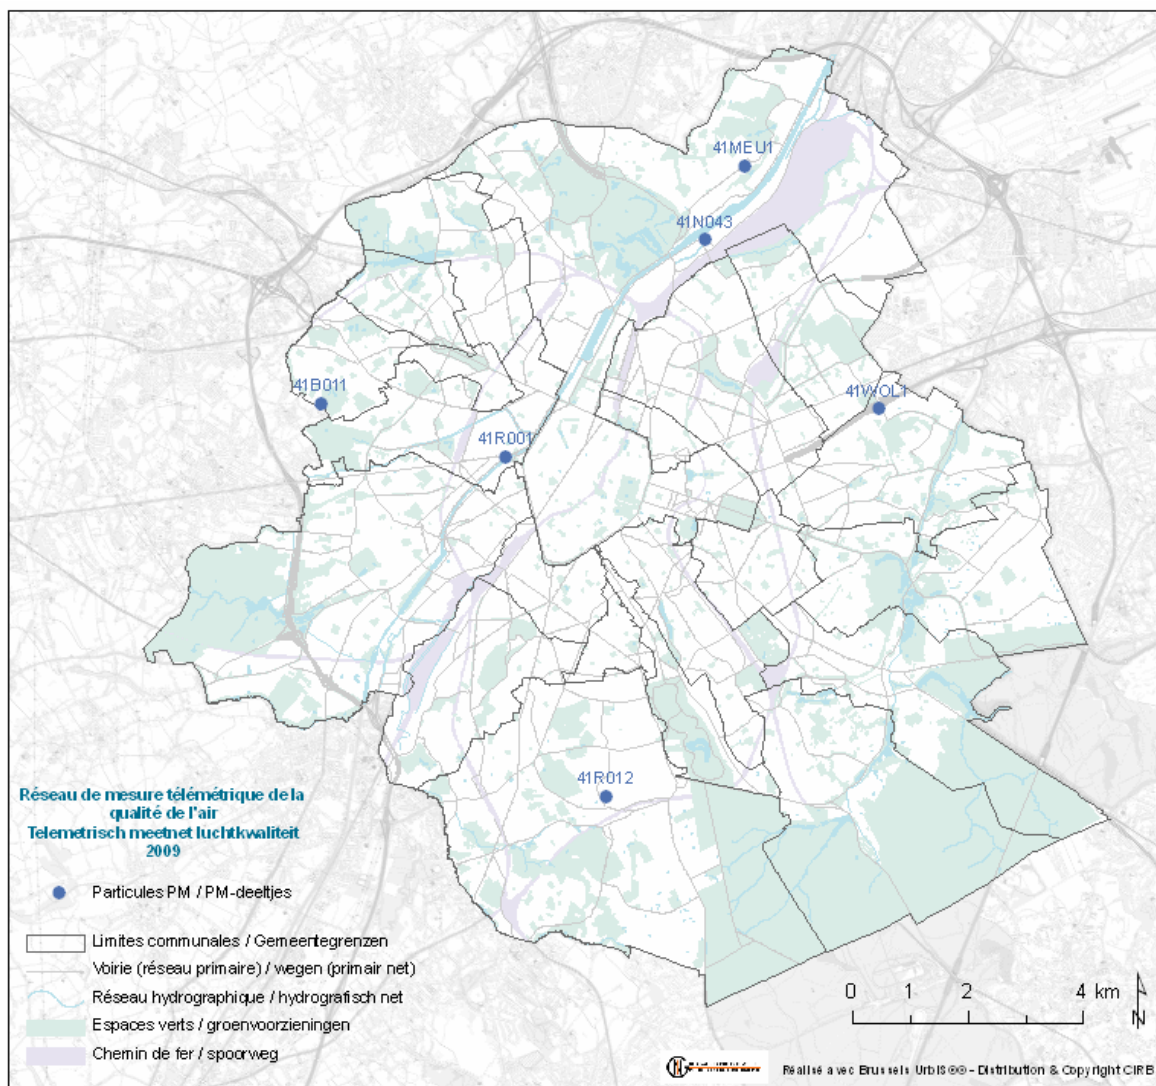 41MEU1
41N043
41B011
41WOL1
41R001
41R012
Réseau de mesure télémétrique de la
qualité de l'air
Telemetrisch meetnet luchtkwaliteit
2009
Particules PM / PM-deeltjes
Limites communales / Gemeentegrenzen
Voirie (réseau primaire) / wegen (primair net)
Réseau hydrographique / hydrografisch net
Espaces verts / groenvoorzieningen
Chemin de fer / spoorweg
0 1 2 4 km
N
Réalisé avec Brussels UrbIS©® - Distribution & Copyright CIRB